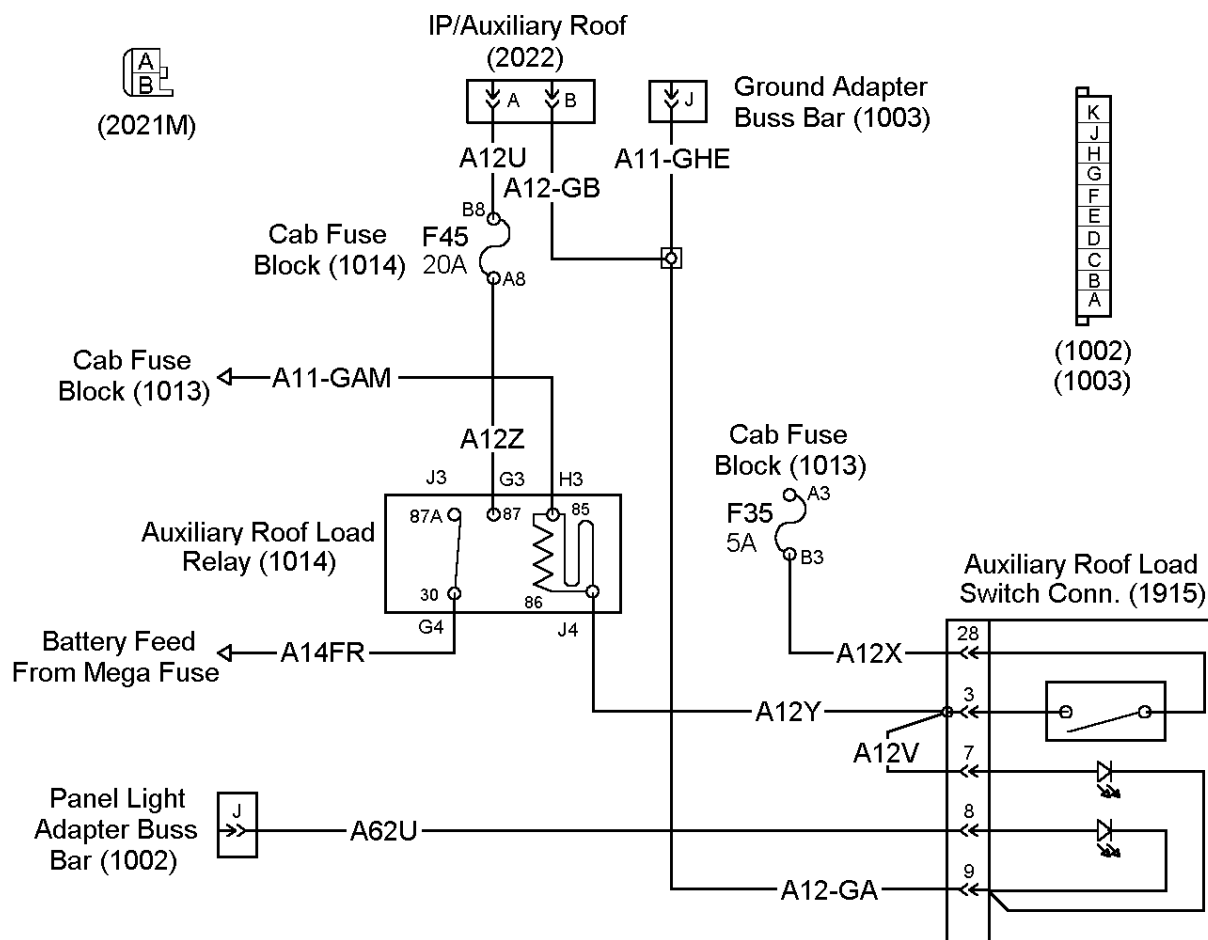 IP/Auxiliary Roof
(2022)
A
B
(2021M)
A
B
J
Ground Adapter
Buss Bar (1003)
K
J
H
G
F
E
D
C
B
A
(1002)
(1003)
A12U
A12-GB
A11-GHE
B8
Cab Fuse
Block (1014)
F45
20A
A8
Cab Fuse
Block (1013)
A11-GAM
A12Z
J3
G3
H3
Auxiliary Roof Load
Relay (1014)
87A
87
85
30
86
G4
J4
Cab Fuse
Block (1013)
A3
F35
5A
B3
Auxiliary Roof Load
Switch Conn. (1915)
Battery Feed
From Mega Fuse
A14FR
A12X
28
A12Y
3
A12V
7
Panel Light
Adapter Buss
Bar (1002)
J
A62U
8
A12-GA
9